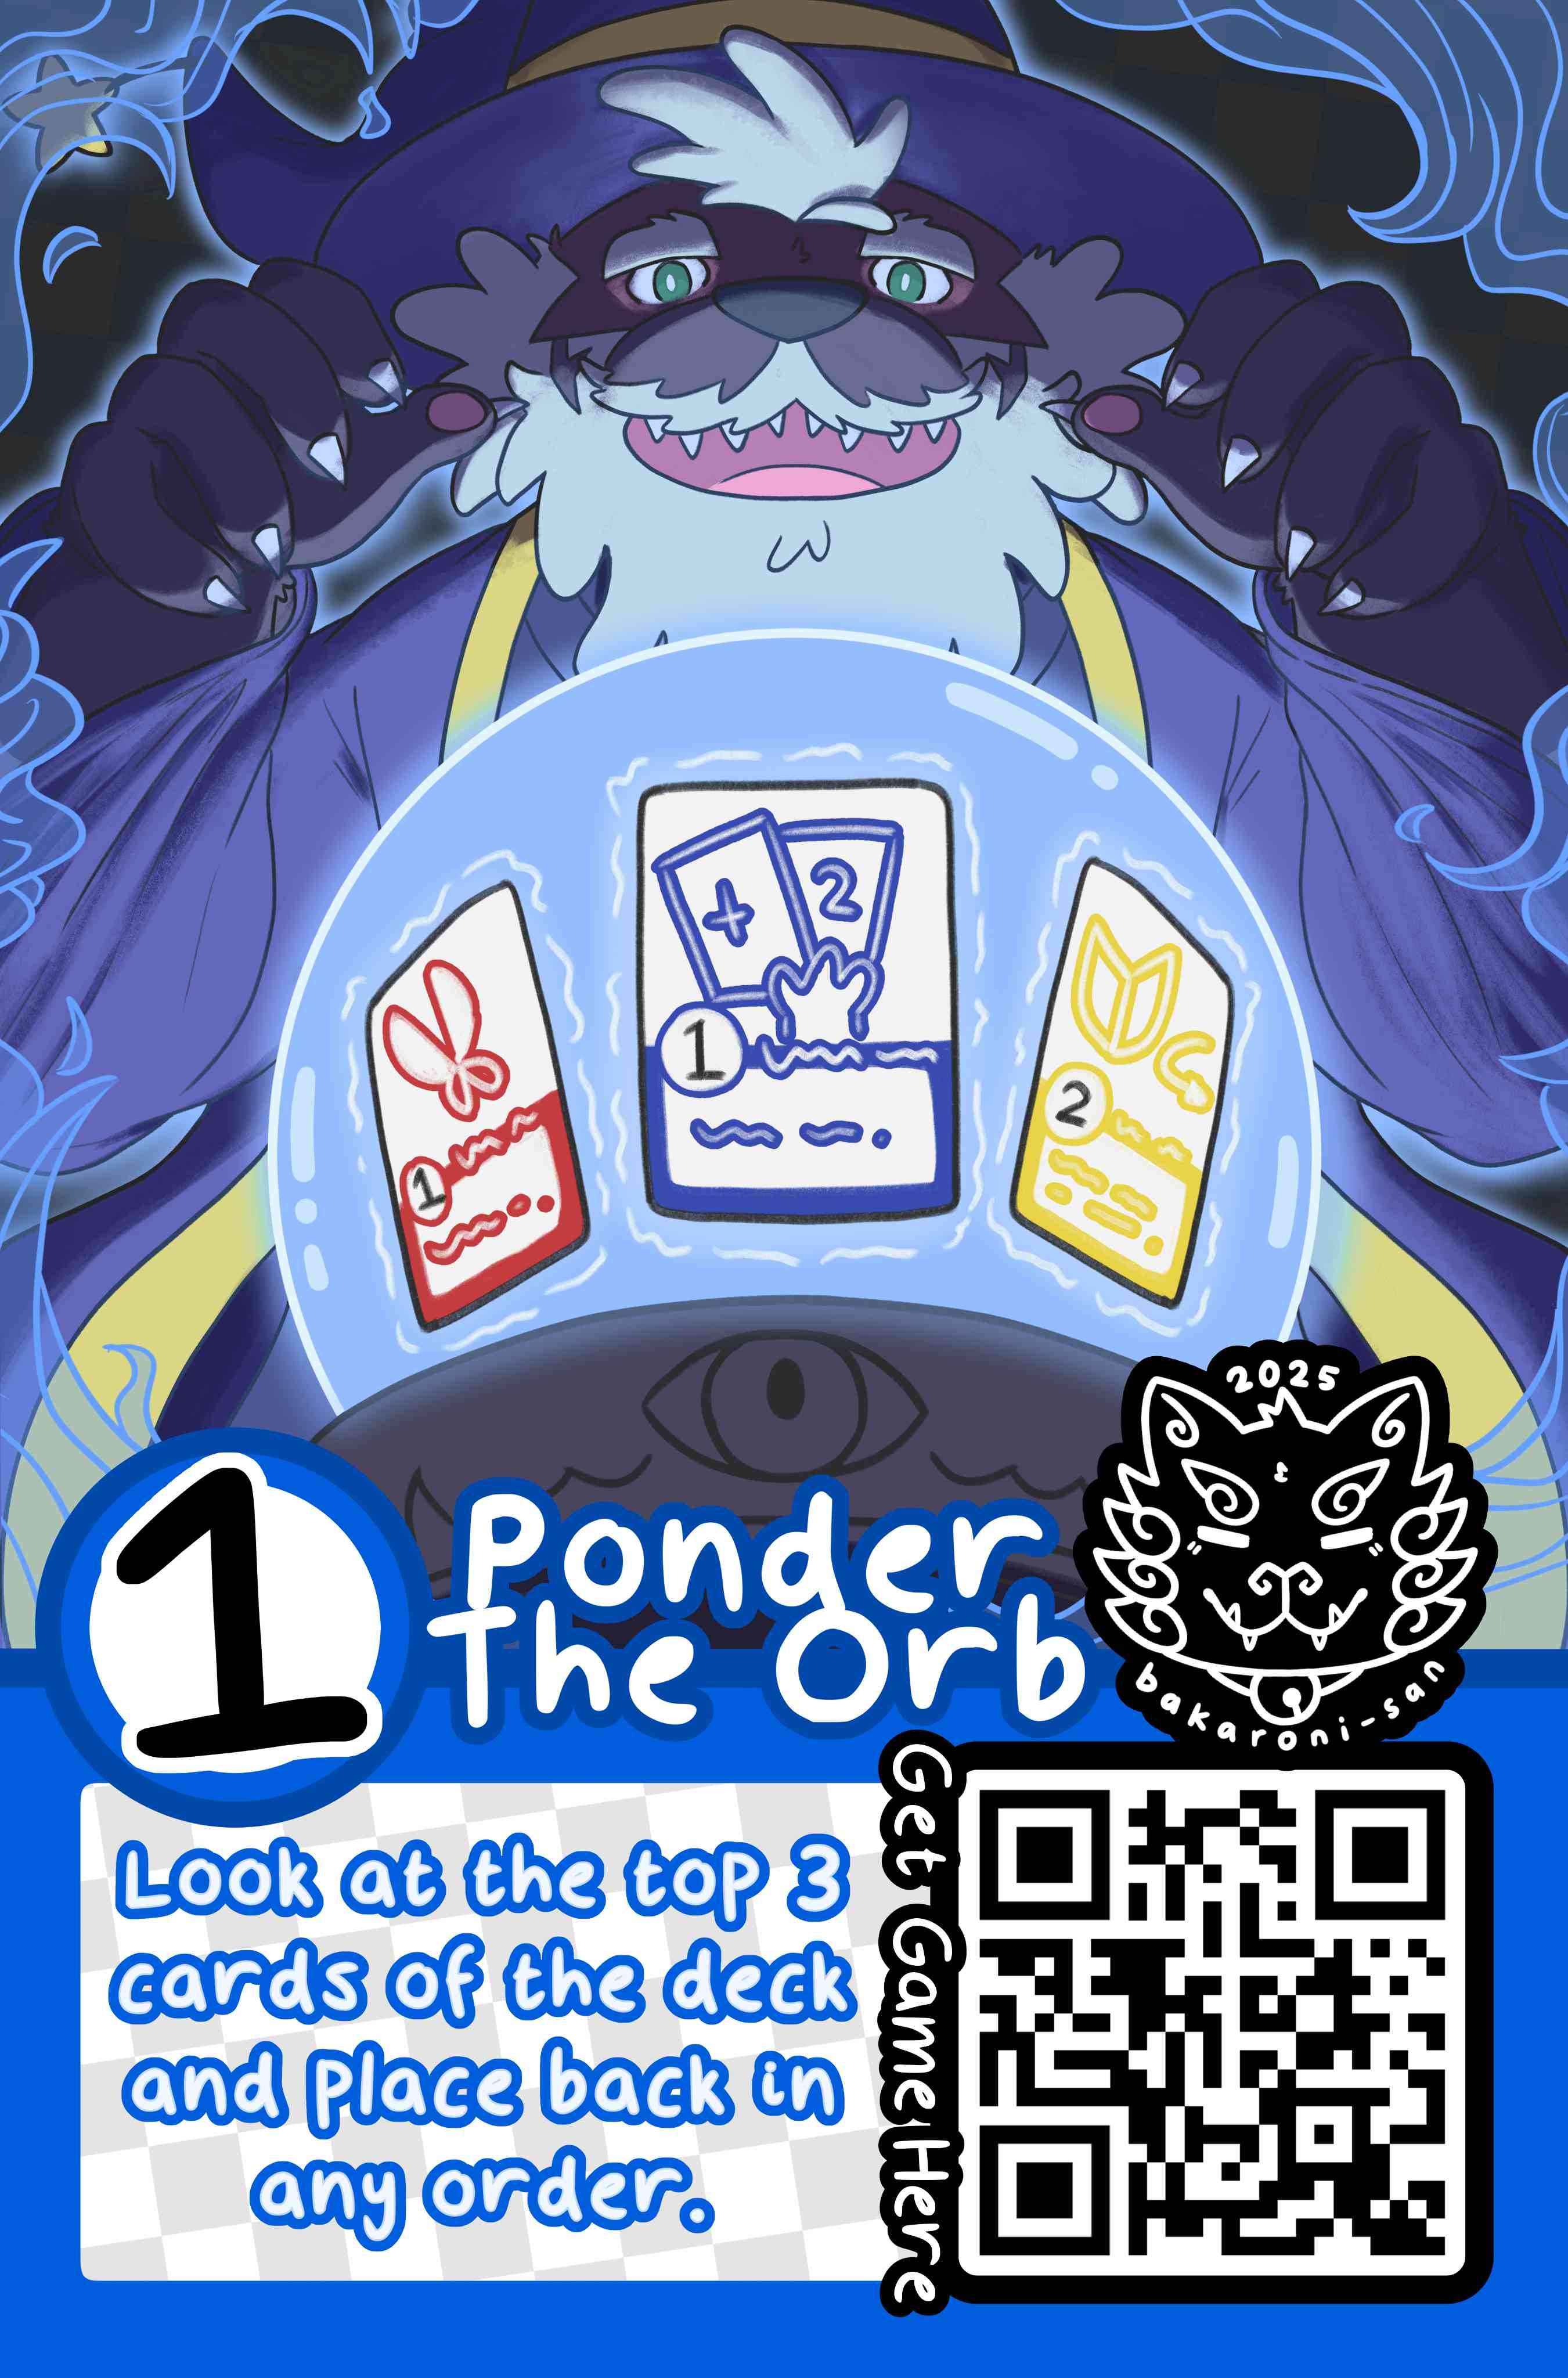 + 2
1
1
2
2025
1
Ponder
The Orb
bakaroni-san
Look at the top 3
cards of the deck
and place back in
any order.
Get Game Here